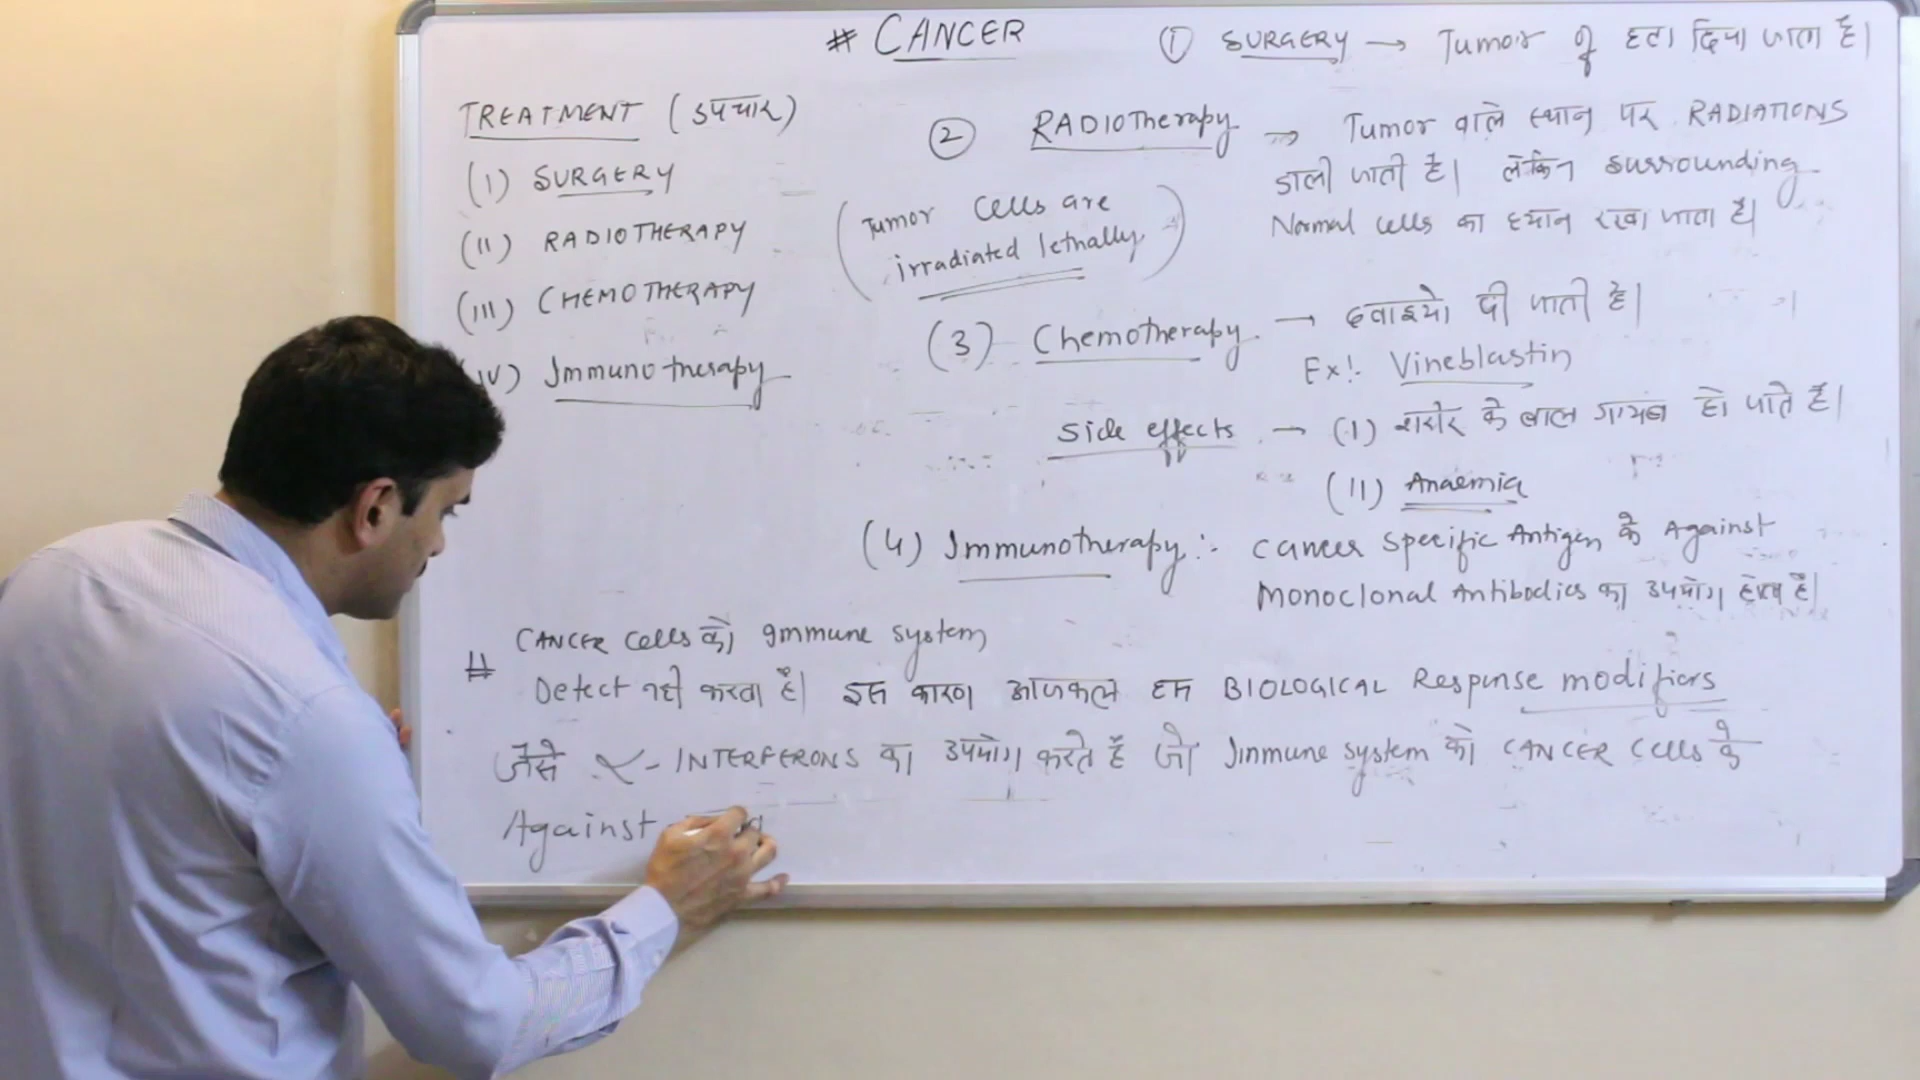 # CANCER
TREATMENT (उपचार)
(I) SURGERY
(II) RADIOTHERAPY
(III) CHEMOTHERAPY
IV) Immunotherapy
① SURGERY → Tumor हटा दिया जाता है।
② RADIOTherapy → Tumor वाले स्थान पर RADIATIONS
डाली जाती है। लेकिन surrounding
Normal cells का ध्यान रखा जाता है।
(Tumor cells are
irradiated lethally)
(3) Chemotherapy → दवाइयों दी जाती है।
Ex!. Vineblastin
Side effects → (I) शरीर के बाल गायब हो जाते हैं।
(II) Anaemia
(4) Immunotherapy :- Cancer Specific Antigen के Against
Monoclonal Antibodies का उपयोग है।
# CANCER Cells को Immune system
Detect नही करता है। इस कारण आजकल हम BIOLOGICAL Response modifiers
जैसे α- INTERFERONS का उपयोग करते हैं जो Immune system को CANCER cells के
Against